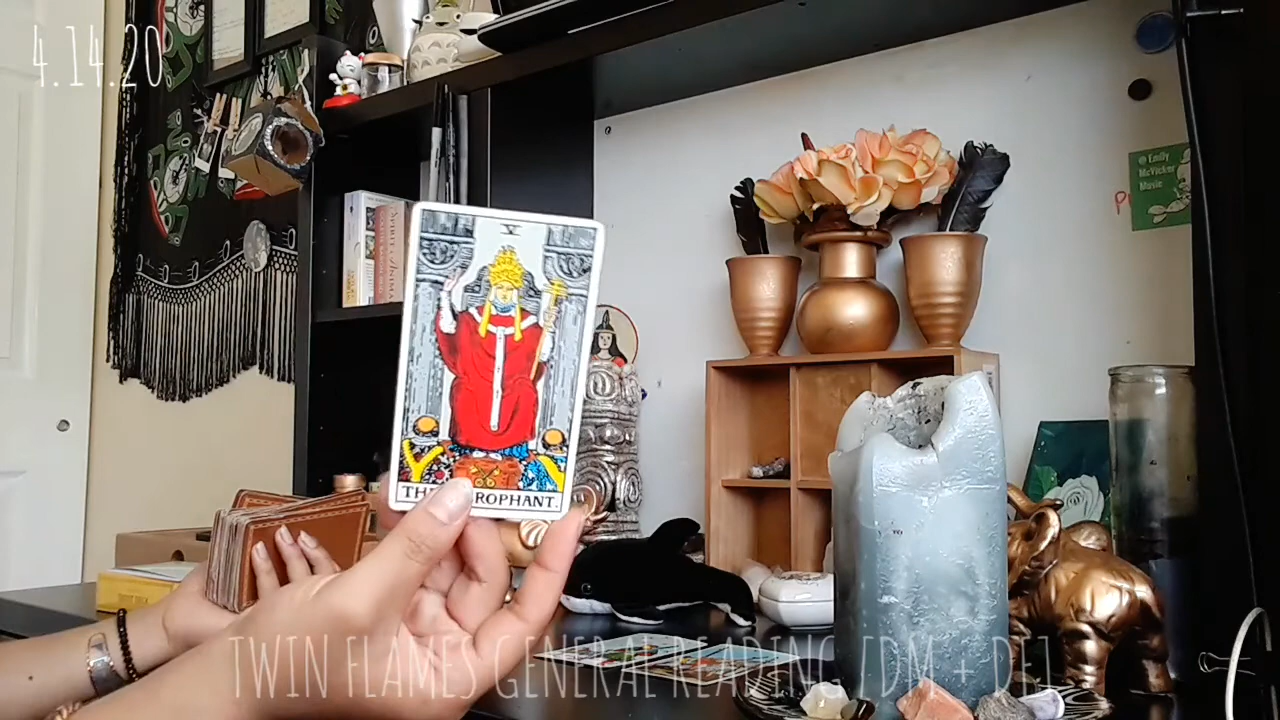 4.14.20
@ Emily
McVicker
Music
V
THE HIEROPHANT.
TWIN FLAMES GENERAL READING [DM + DF]